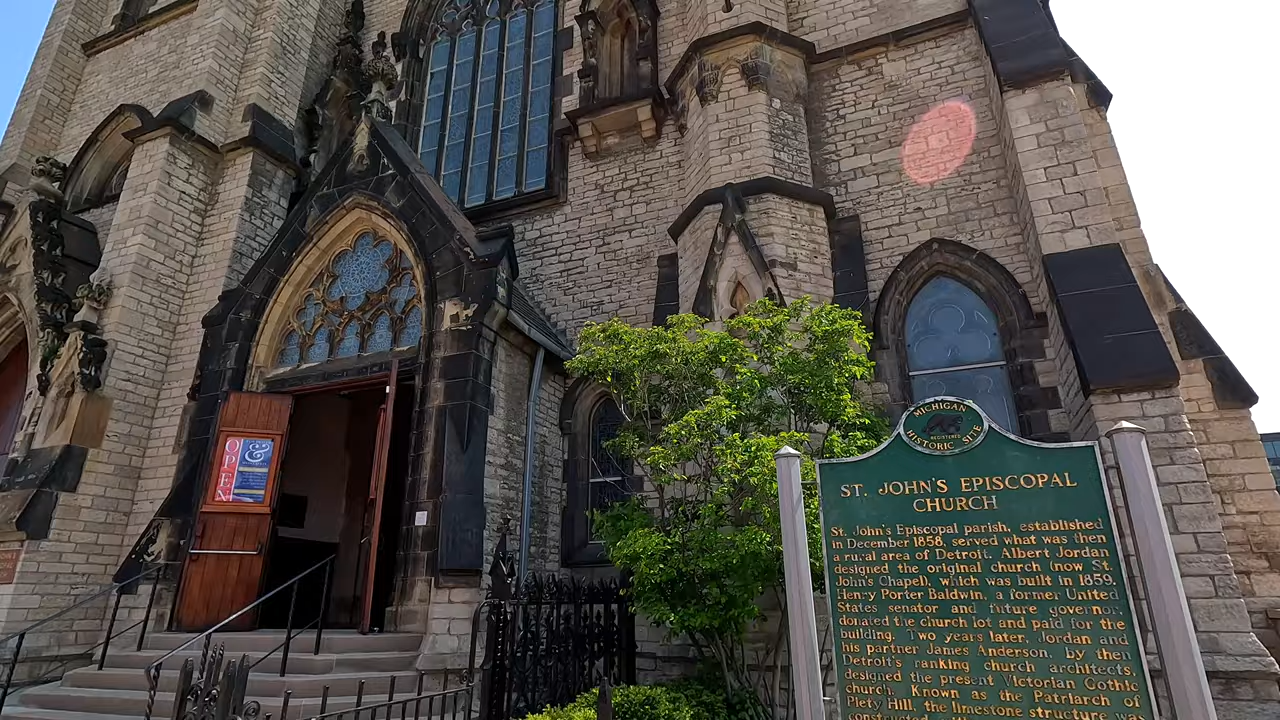 OPEN
&
MICHIGAN
REGISTERED
HISTORIC SITE
ST. JOHN'S EPISCOPAL
CHURCH
St. John's Episcopal parish, established
in December 1858, served what was then
a rural area of Detroit. Albert Jordan
designed the original church (now St.
John's Chapel), which was built in 1859.
Henry Porter Baldwin, a former United
States senator and future governor,
donated the church lot and paid for the
building. Two years later, Jordan and
his partner James Anderson, by then
Detroit's ranking church architects,
designed the present Victorian Gothic
church. Known as the Patriarch of
Piety Hill, the limestone structure was